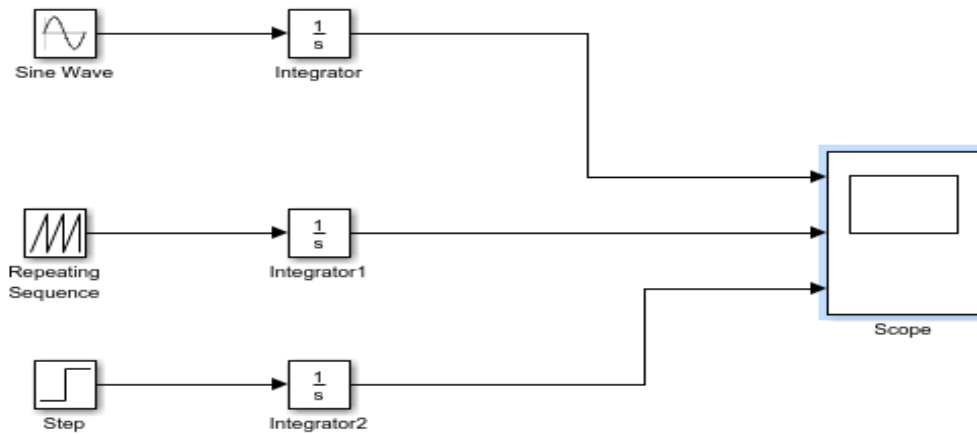 1
s
Sine Wave
Integrator
1
s
Repeating
Sequence
Integrator1
Scope
1
s
Step
Integrator2